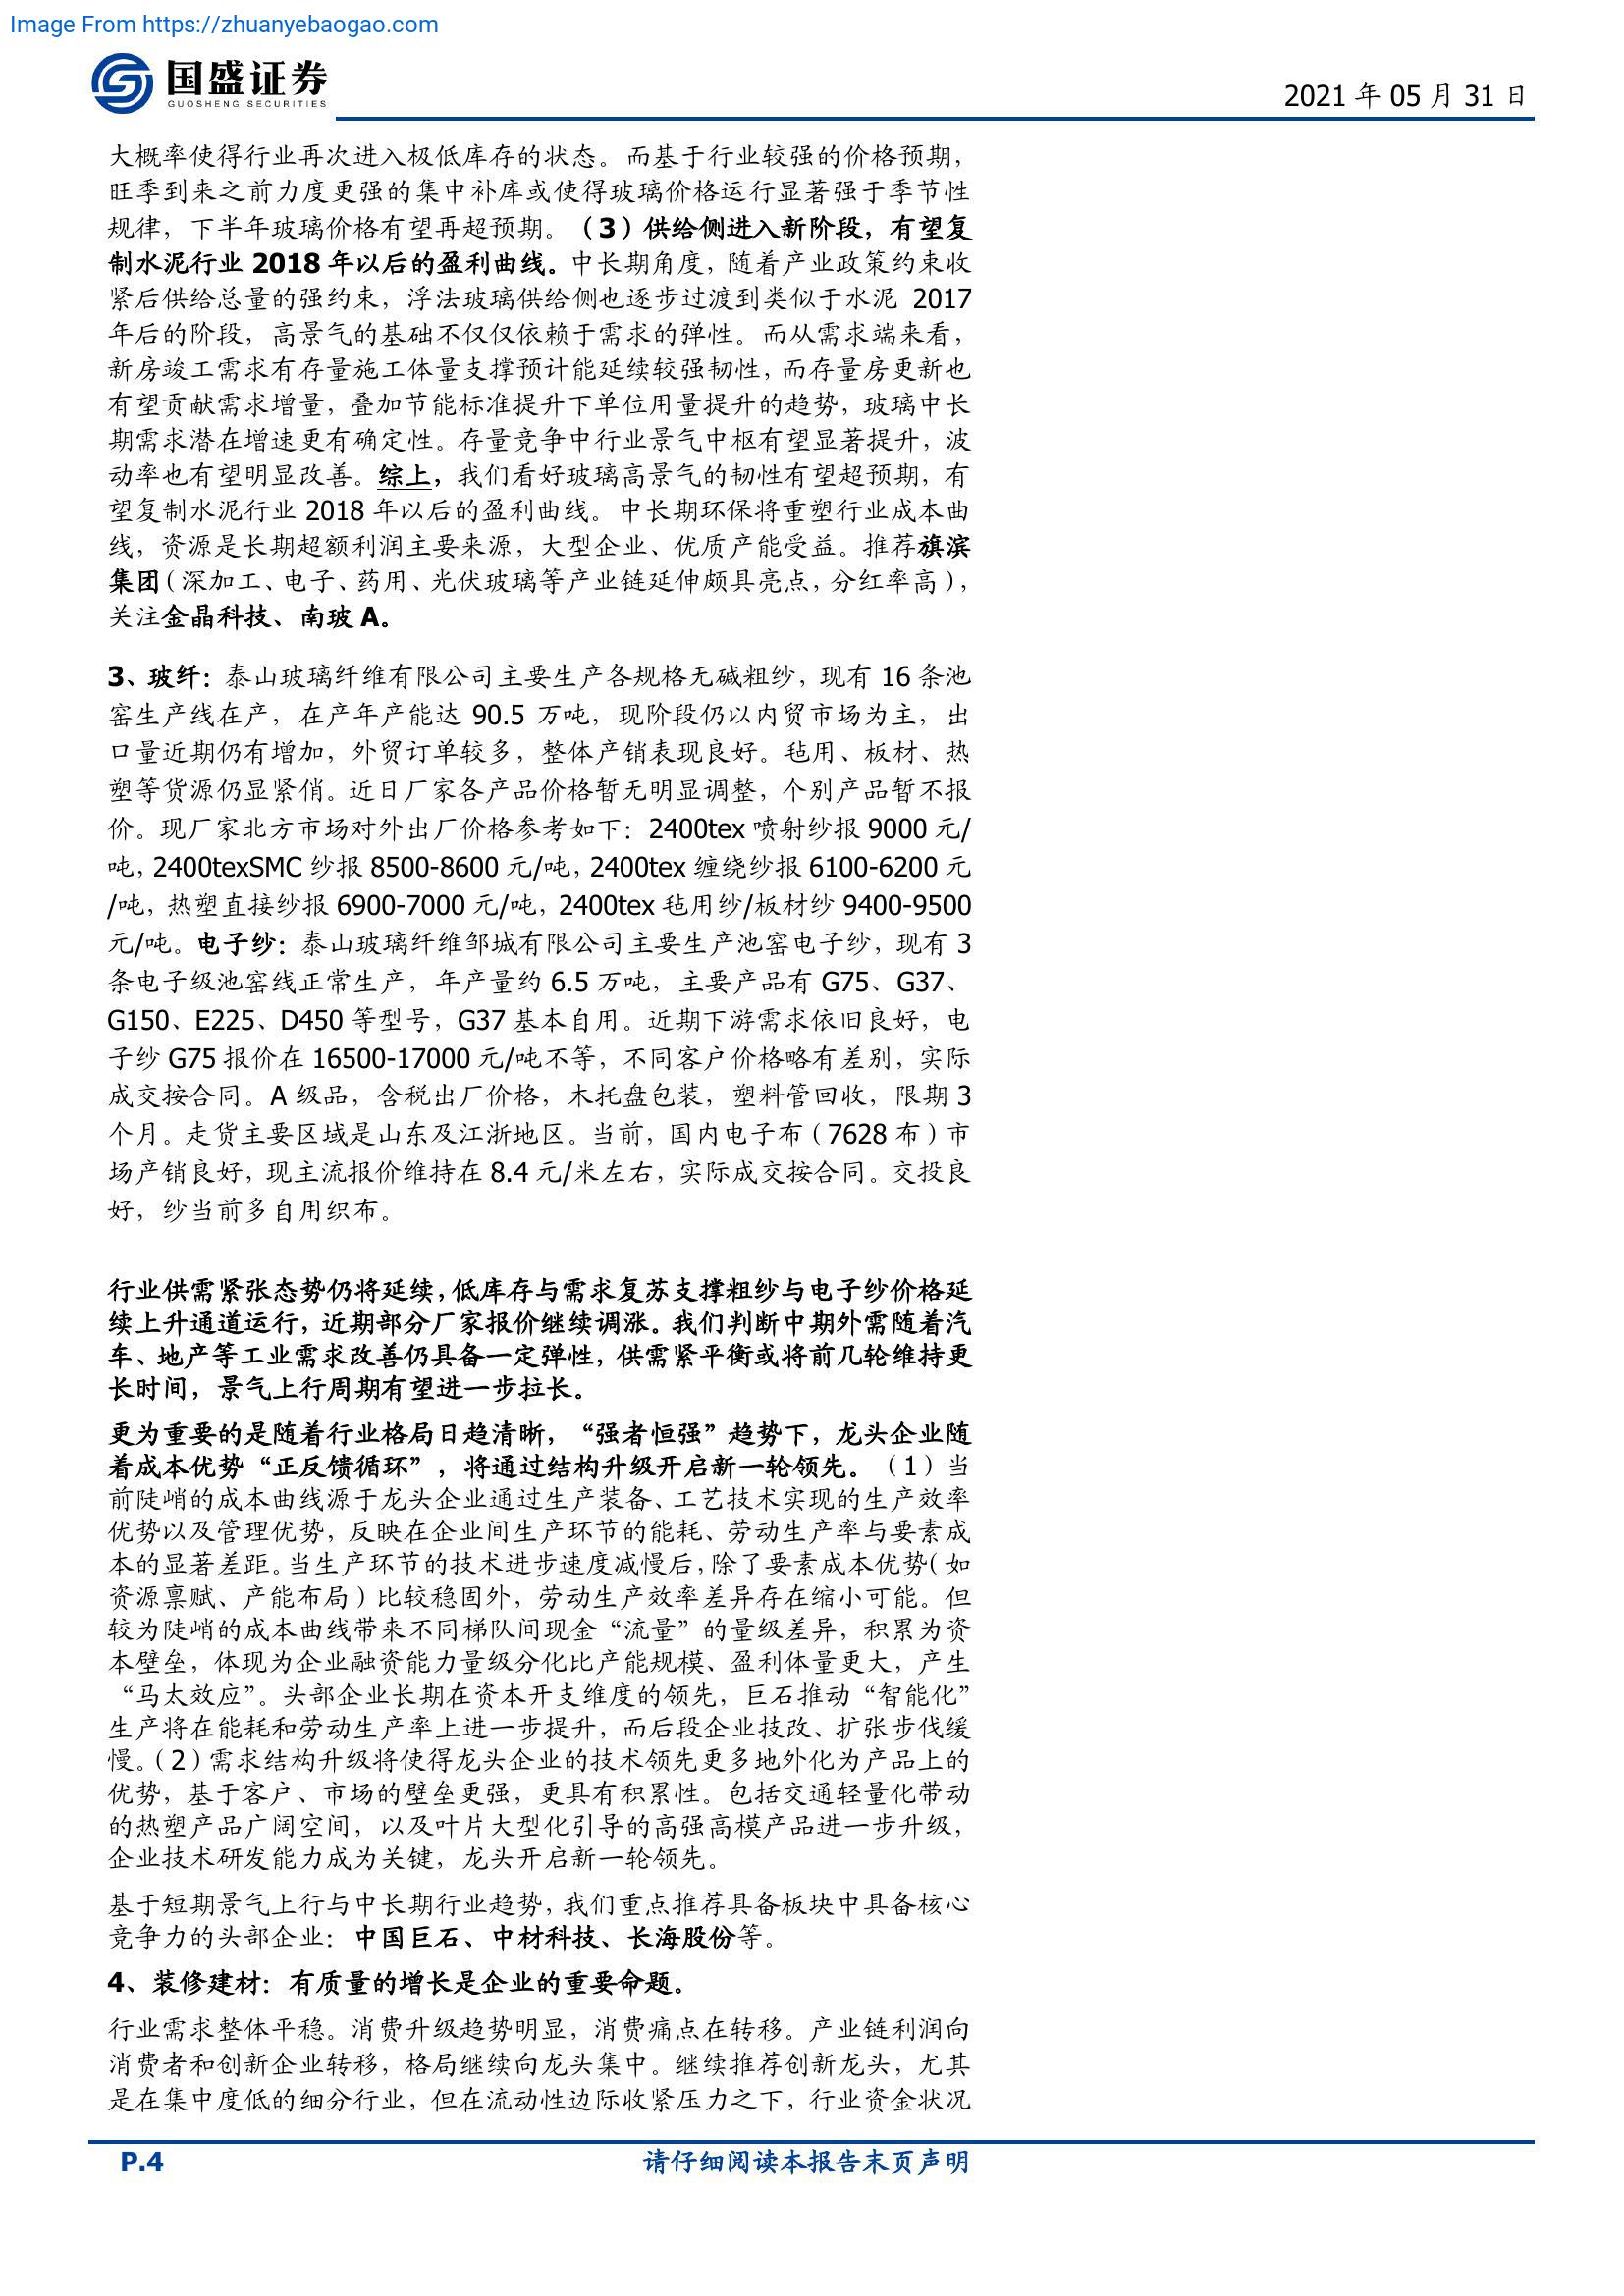 Image From https://zhuanyebaogao.com
国盛证券
GUOSHENG SECURITIES
2021 年 05 月 31 日
大概率使得行业再次进入极低库存的状态。而基于行业较强的价格预期，
旺季到来之前力度更强的集中补库或使得玻璃价格运行显著强于季节性
规律，下半年玻璃价格有望再超预期。（3）供给侧进入新阶段，有望复
制水泥行业 2018 年以后的盈利曲线。中长期角度，随着产业政策约束收
紧后供给总量的强约束，浮法玻璃供给侧也逐步过渡到类似于水泥 2017
年后的阶段，高景气的基础不仅仅依赖于需求的弹性。而从需求端来看，
新房竣工需求有存量施工体量支撑预计能延续较强韧性，而存量房更新也
有望贡献需求增量，叠加节能标准提升下单位用量提升的趋势，玻璃中长
期需求潜在增速更有确定性。存量竞争中行业景气中枢有望显著提升，波
动率也有望明显改善。综上，我们看好玻璃高景气的韧性有望超预期，有
望复制水泥行业 2018 年以后的盈利曲线。中长期环保将重塑行业成本曲
线，资源是长期超额利润主要来源，大型企业、优质产能受益。推荐旗滨
集团（深加工、电子、药用、光伏玻璃等产业链延伸颇具亮点，分红率高），
关注金晶科技、南玻 A。
3、玻纤：泰山玻璃纤维有限公司主要生产各规格无碱粗纱，现有 16 条池
窑生产线在产，在产年产能达 90.5 万吨，现阶段仍以内贸市场为主，出
口量近期仍有增加，外贸订单较多，整体产销表现良好。毡用、板材、热
塑等货源仍显紧俏。近日厂家各产品价格暂无明显调整，个别产品暂不报
价。现厂家北方市场对外出厂价格参考如下：2400tex 喷射纱报 9000 元/
吨，2400texSMC 纱报 8500-8600 元/吨，2400tex 缠绕纱报 6100-6200 元
/吨，热塑直接纱报 6900-7000 元/吨，2400tex 毡用纱/板材纱 9400-9500
元/吨。电子纱：泰山玻璃纤维邹城有限公司主要生产池窑电子纱，现有 3
条电子级池窑线正常生产，年产量约 6.5 万吨，主要产品有 G75、G37、
G150、E225、D450 等型号，G37 基本自用。近期下游需求依旧良好，电
子纱 G75 报价在 16500-17000 元/吨不等，不同客户价格略有差别，实际
成交按合同。A 级品，含税出厂价格，木托盘包装，塑料管回收，限期 3
个月。走货主要区域是山东及江浙地区。当前，国内电子布（7628 布）市
场产销良好，现主流报价维持在 8.4 元/米左右，实际成交按合同。交投良
好，纱当前多自用织布。
行业供需紧张态势仍将延续，低库存与需求复苏支撑粗纱与电子纱价格延
续上升通道运行，近期部分厂家报价继续调涨。我们判断中期外需随着汽
车、地产等工业需求改善仍具备一定弹性，供需紧平衡或将前几轮维持更
长时间，景气上行周期有望进一步拉长。
更为重要的是随着行业格局日趋清晰，“强者恒强”趋势下，龙头企业随
着成本优势“正反馈循环”，将通过结构升级开启新一轮领先。（1）当
前陡峭的成本曲线源于龙头企业通过生产装备、工艺技术实现的生产效率
优势以及管理优势，反映在企业间生产环节的能耗、劳动生产率与要素成
本的显著差距。当生产环节的技术进步速度减慢后，除了要素成本优势（如
资源禀赋、产能布局）比较稳固外，劳动生产效率差异存在缩小可能。但
较为陡峭的成本曲线带来不同梯队间现金“流量”的量级差异，积累为资
本壁垒，体现为企业融资能力量级分化比产能规模、盈利体量更大，产生
“马太效应”。头部企业长期在资本开支维度的领先，巨石推动“智能化”
生产将在能耗和劳动生产率上进一步提升，而后段企业技改、扩张步伐缓
慢。（2）需求结构升级将使得龙头企业的技术领先更多地外化为产品上的
优势，基于客户、市场的壁垒更强，更具有积累性。包括交通轻量化带动
的热塑产品广阔空间，以及叶片大型化引导的高强高模产品进一步升级，
企业技术研发能力成为关键，龙头开启新一轮领先。
基于短期景气上行与中长期行业趋势，我们重点推荐具备板块中具备核心
竞争力的头部企业：中国巨石、中材科技、长海股份等。
4、装修建材：有质量的增长是企业的重要命题。
行业需求整体平稳。消费升级趋势明显，消费痛点在转移。产业链利润向
消费者和创新企业转移，格局继续向龙头集中。继续推荐创新龙头，尤其
是在集中度低的细分行业，但在流动性边际收紧压力之下，行业资金状况
P.4
请仔细阅读本报告末页声明